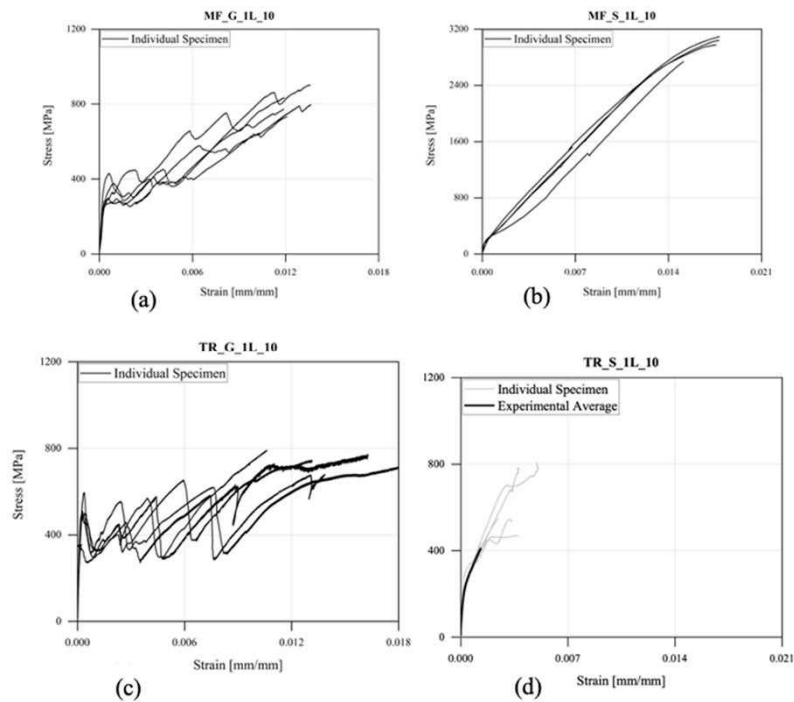 MF_G_1L_10
1200
Individual Specimen
800
400
0
Stress [MPa]
0.000 0.006 0.012 0.018
Strain [mm/mm]
(a)
MF_S_1L_10
3200
Individual Specimen
2400
1600
800
0
Stress [MPa]
0.000 0.007 0.014 0.021
Strain [mm/mm]
(b)
TR_G_1L_10
1200
Individual Specimen
800
400
0
Stress [MPa]
0.000 0.006 0.012 0.018
Strain [mm/mm]
(c)
TR_S_1L_10
1200
Individual Specimen
Experimental Average
800
400
0
Stress [MPa]
0.000 0.007 0.014 0.021
Strain [mm/mm]
(d)